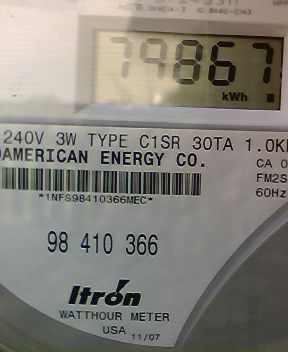 79867
kWh
240V 3W TYPE C1SR 30TA 1.0K
AMERICAN ENERGY CO.
CA 0
FM2S
60Hz
*1NFS98410366MEC*
98 410 366
Itron
WATTHOUR METER
USA 11/07